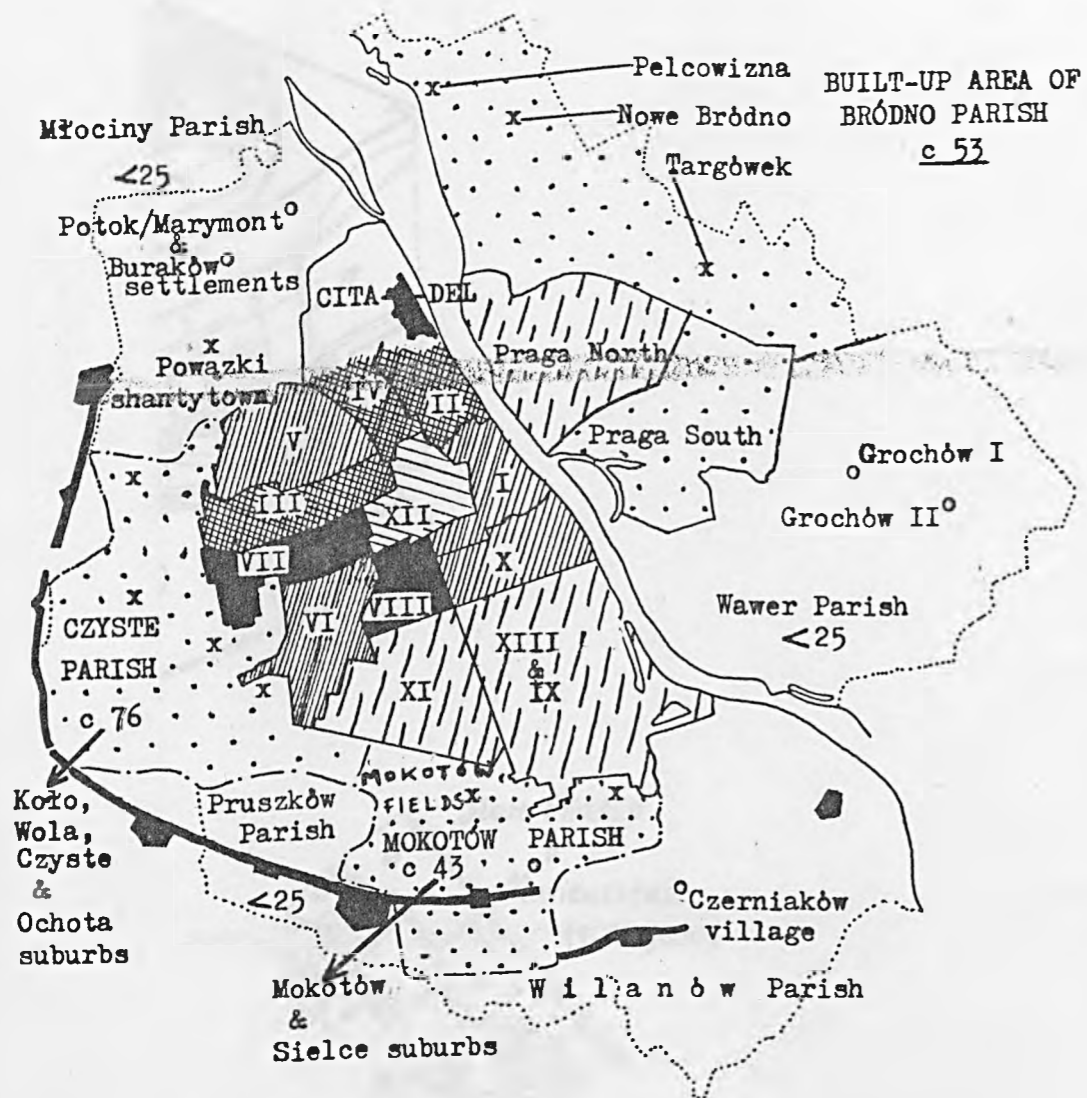 Pelcowizna
Nowe Bródno
Targówek
BUILT-UP AREA OF
BRÓDNO PARISH
c 53
Młociny Parish
<25
Potok/Marymont
&
Buraków
settlements
CITA-DEL
x
Powązki
shantytown
Praga North
Praga South
IV
II
V
I
III
XII
VII
X
VIII
VI
XIII
&
IX
XI
Grochów I
Grochów II
Wawer Parish
<25
CZYSTE
PARISH
c 76
Koło,
Wola,
Czyste
&
Ochota
suburbs
Pruszków
Parish
<25
MOKOTÓW
FIELDS
MOKOTÓW PARISH
c 43
Czerniaków
village
Wilanów Parish
Mokotów
&
Sielce suburbs